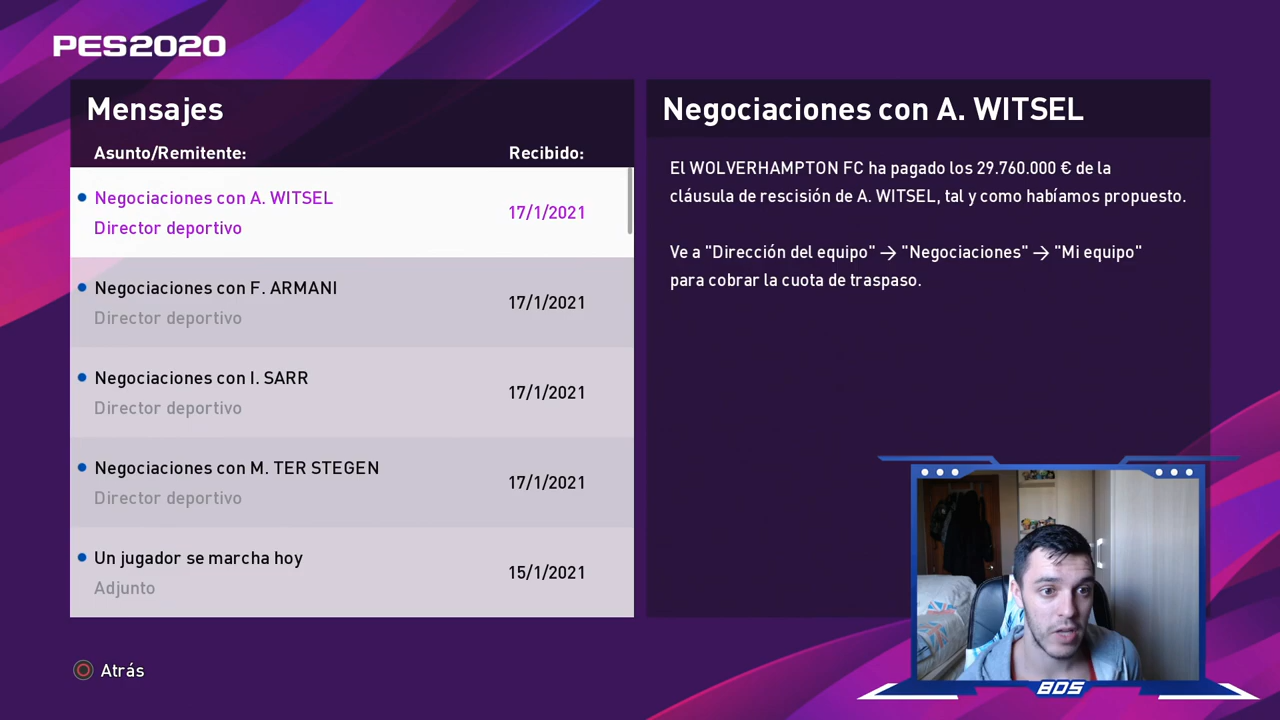 PES2020
Mensajes
Asunto/Remitente: Recibido:
Negociaciones con A. WITSEL
Director deportivo
17/1/2021
Negociaciones con F. ARMANI
Director deportivo
17/1/2021
Negociaciones con I. SARR
Director deportivo
17/1/2021
Negociaciones con M. TER STEGEN
Director deportivo
17/1/2021
Un jugador se marcha hoy
Adjunto
15/1/2021
Negociaciones con A. WITSEL
El WOLVERHAMPTON FC ha pagado los 29.760.000 € de la
cláusula de rescisión de A. WITSEL, tal y como habíamos propuesto.
Ve a "Dirección del equipo" → "Negociaciones" → "Mi equipo"
para cobrar la cuota de traspaso.
Atrás
BDS